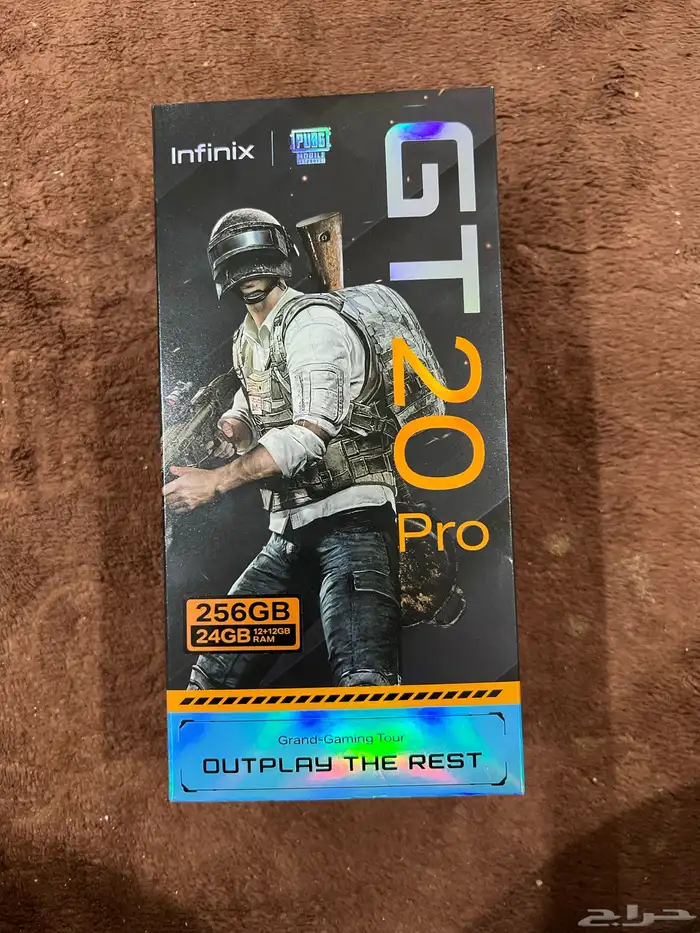 Infinix
PUBG
MOBILE
GT 20
Pro
256GB
24GB 12+12GB
RAM
Grand-Gaming Tour
OUTPLAY THE REST
حراج